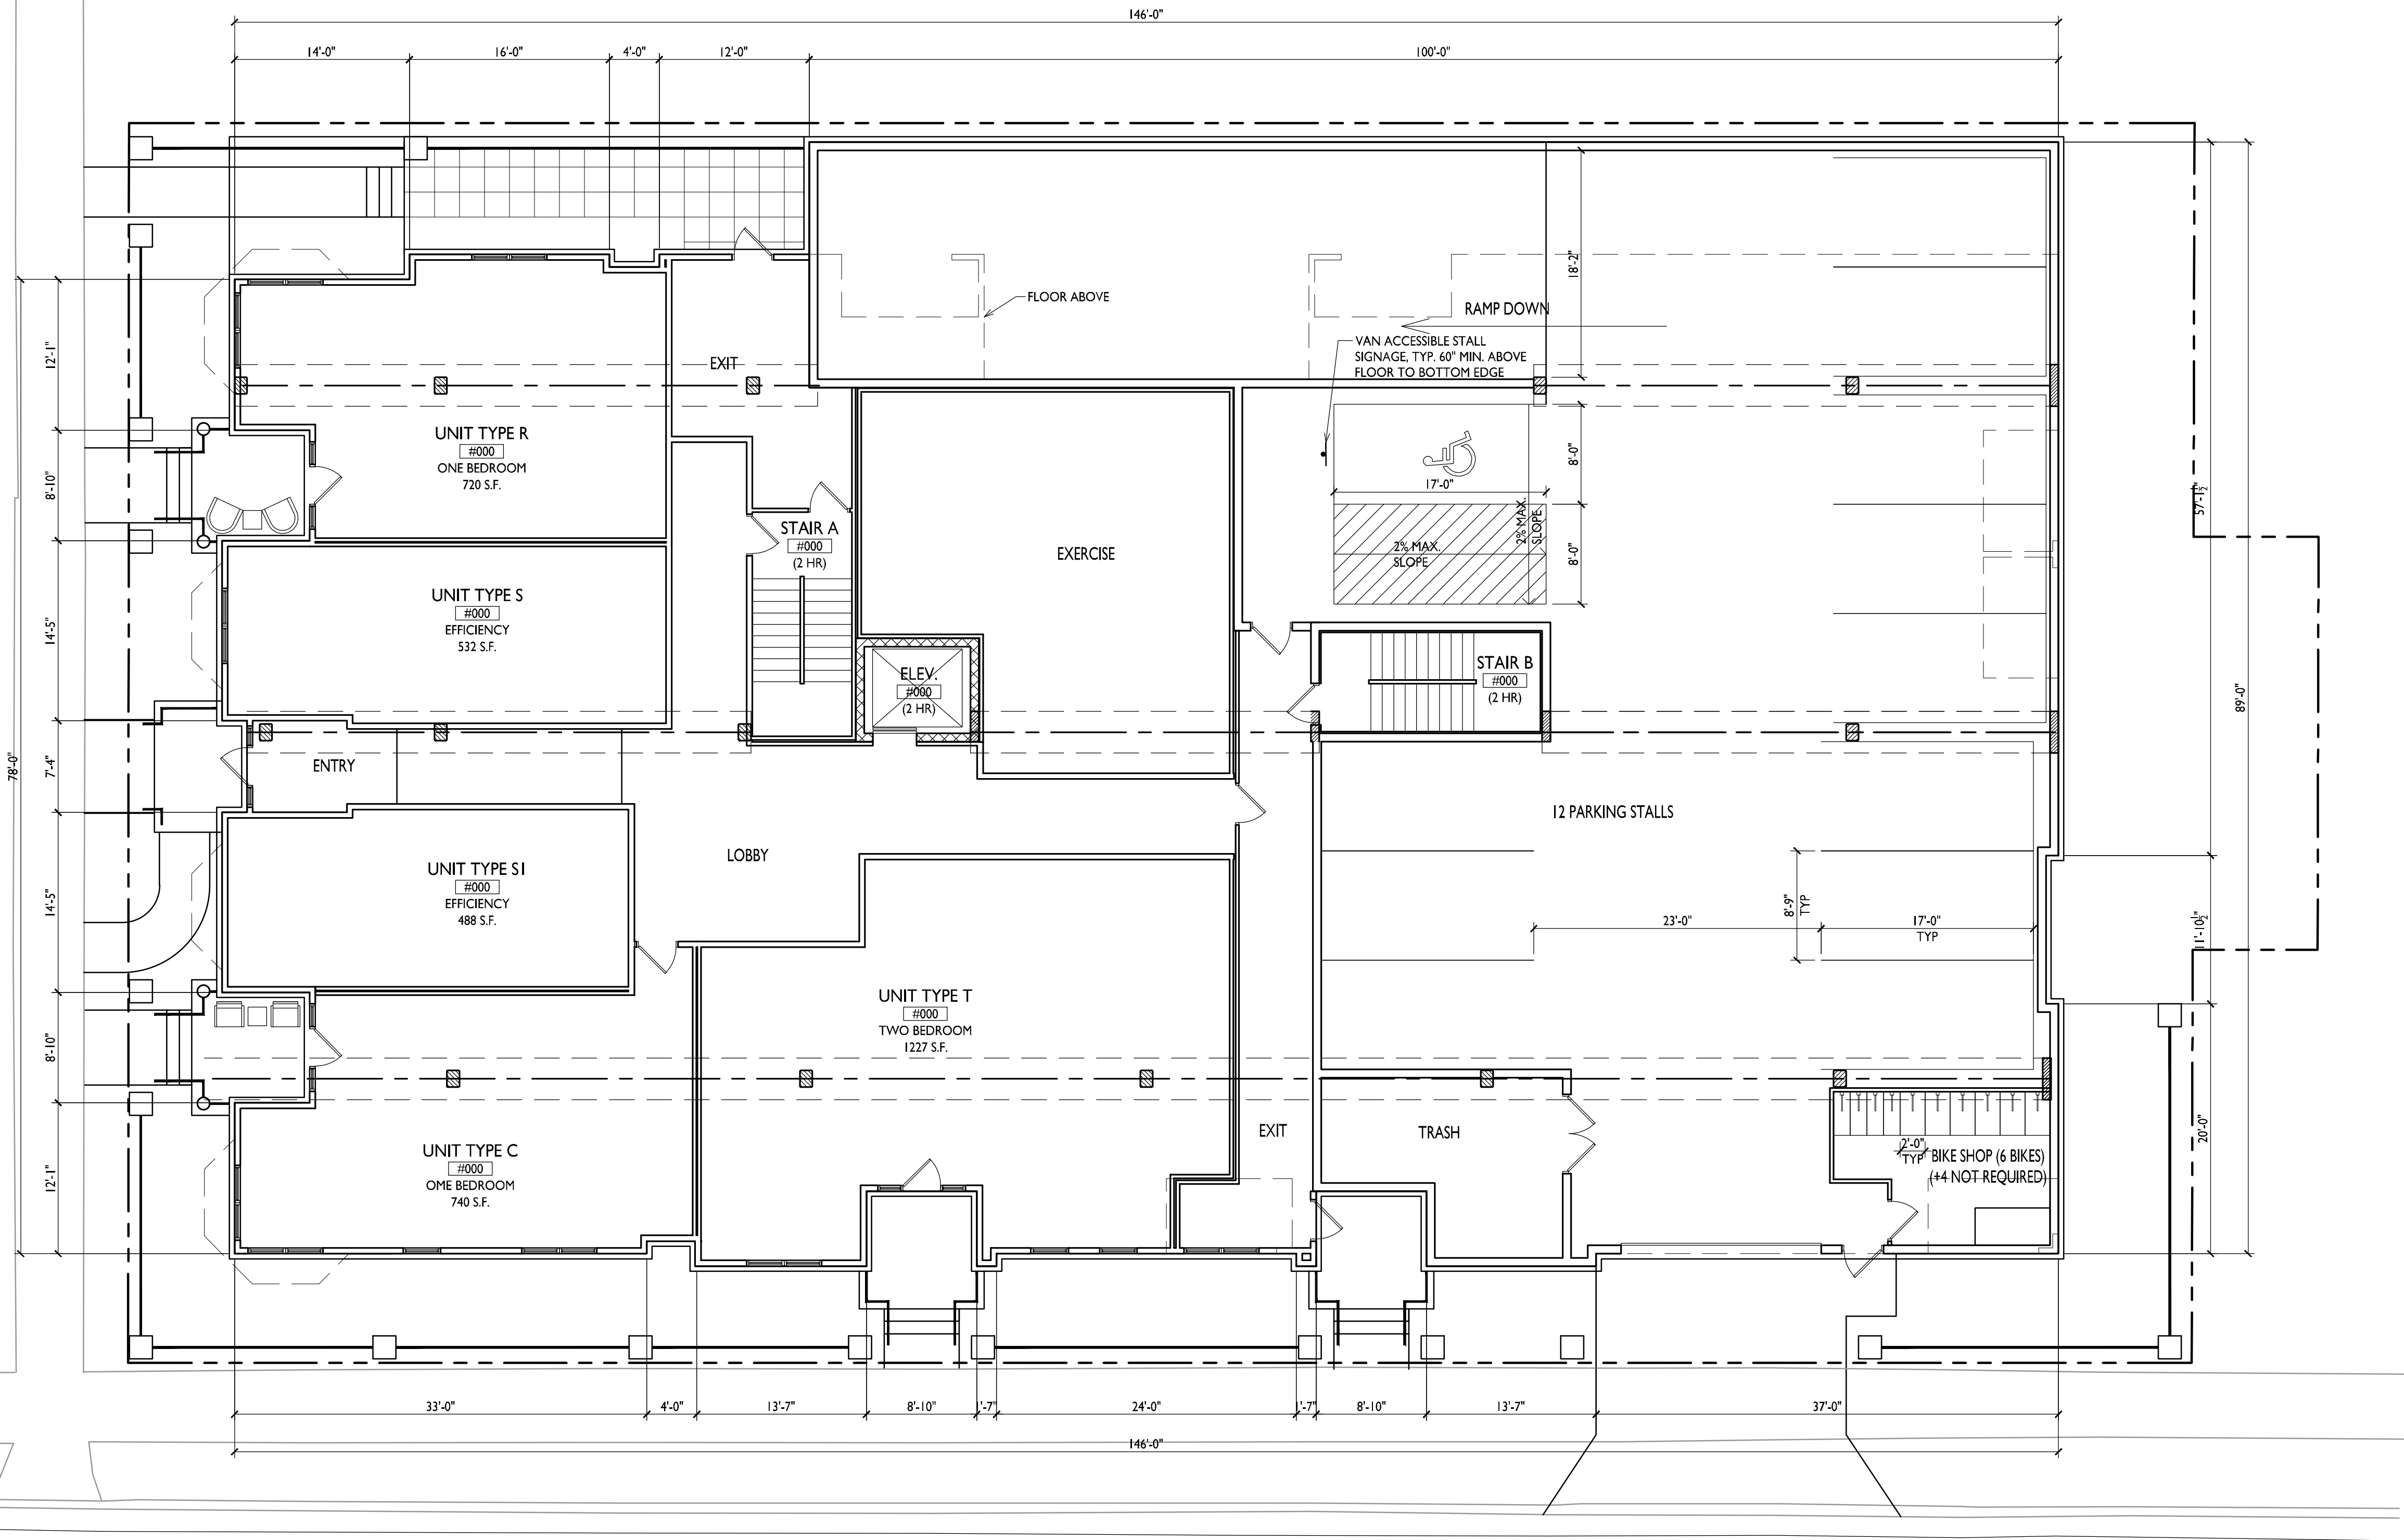 146'-0"
14'-0"
16'-0"
4'-0"
12'-0"
100'-0"
FLOOR ABOVE
RAMP DOWN
18'-2"
VAN ACCESSIBLE STALL
SIGNAGE, TYP. 60" MIN. ABOVE
FLOOR TO BOTTOM EDGE
EXIT
12'-1"
8'-10"
14'-5"
7'-4"
14'-5"
8'-10"
12'-1"
78'-0"
UNIT TYPE R
#000
ONE BEDROOM
720 S.F.
UNIT TYPE S
#000
EFFICIENCY
532 S.F.
STAIR A
#000
(2 HR)
EXERCISE
ELEV.
#000
(2 HR)
17'-0"
8'-0"
8'-0"
2% MAX.
SLOPE
2% MAX.
SLOPE
STAIR B
#000
(2 HR)
57'-1½"
89'-0"
11'-10½"
20'-0"
ENTRY
LOBBY
12 PARKING STALLS
UNIT TYPE S1
#000
EFFICIENCY
488 S.F.
8'-9"
TYP
23'-0"
17'-0"
TYP
UNIT TYPE T
#000
TWO BEDROOM
1227 S.F.
EXIT
TRASH
2'-0"
TYP
BIKE SHOP (6 BIKES)
(+4 NOT REQUIRED)
UNIT TYPE C
#000
OME BEDROOM
740 S.F.
33'-0"
4'-0"
13'-7"
8'-10"
1'-7"
24'-0"
1'-7"
8'-10"
13'-7"
37'-0"
146'-0"